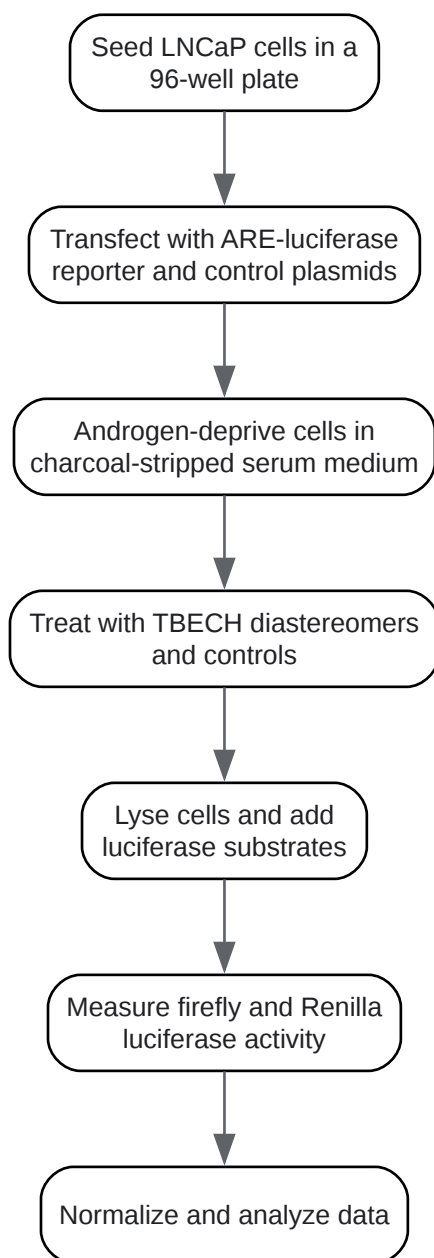 Seed LNCaP cells in a
96-well plate
Transfect with ARE-luciferase
reporter and control plasmids
Androgen-deprive cells in
charcoal-stripped serum medium
Treat with TBECH diastereomers
and controls
Lyse cells and add
luciferase substrates
Measure firefly and Renilla
luciferase activity
Normalize and analyze data